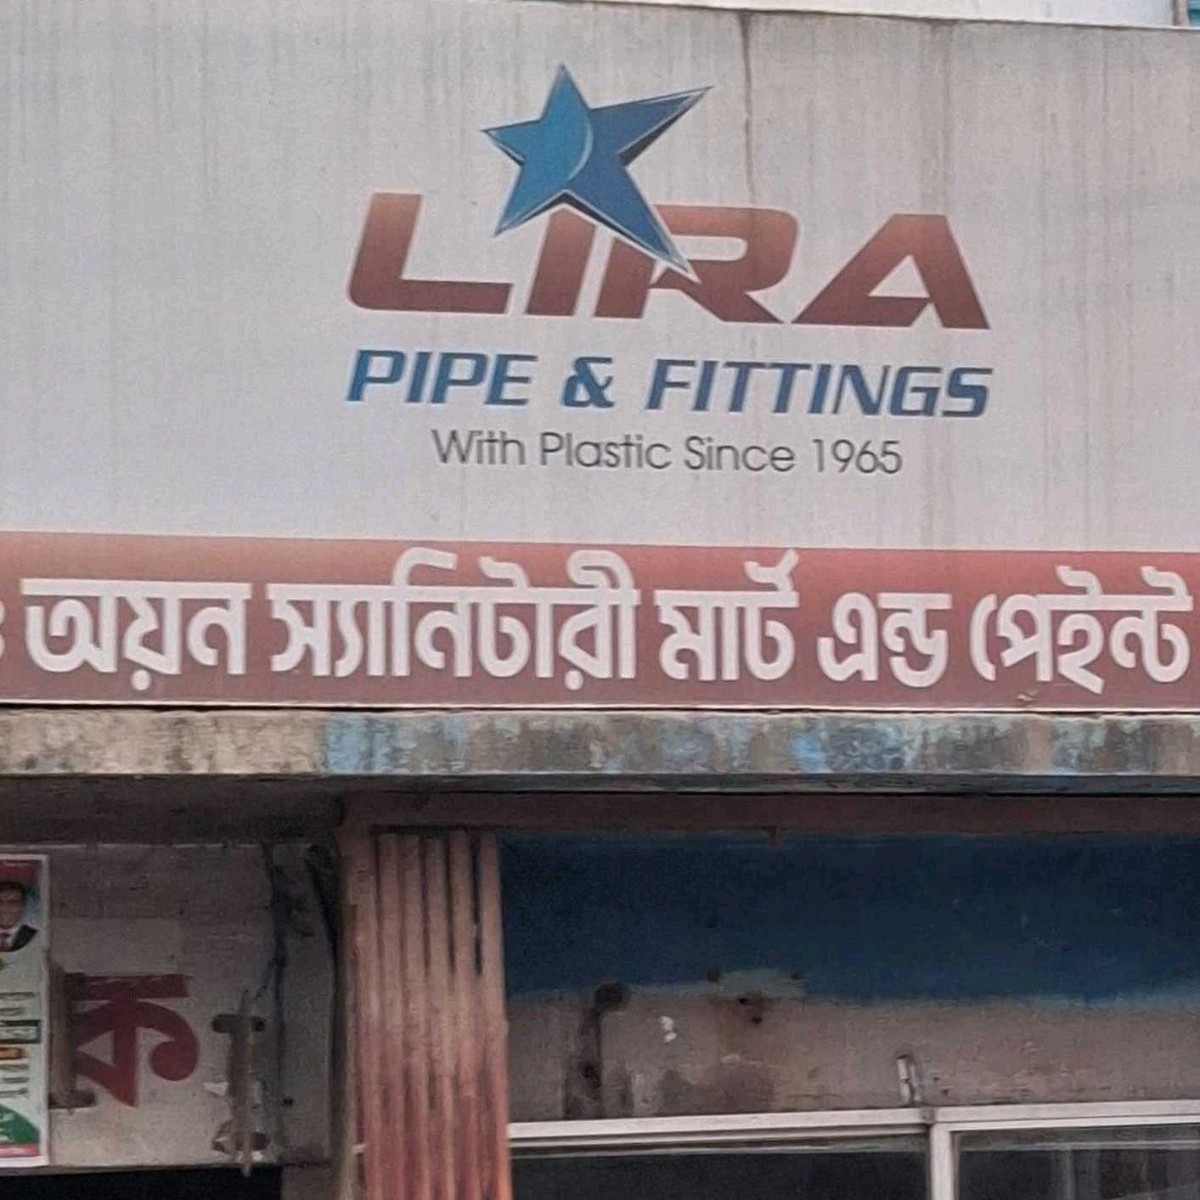 LIRA
PIPE & FITTINGS
With Plastic Since 1965
অয়ন স্যানিটারী মার্ট এন্ড পেইন্ট
ক